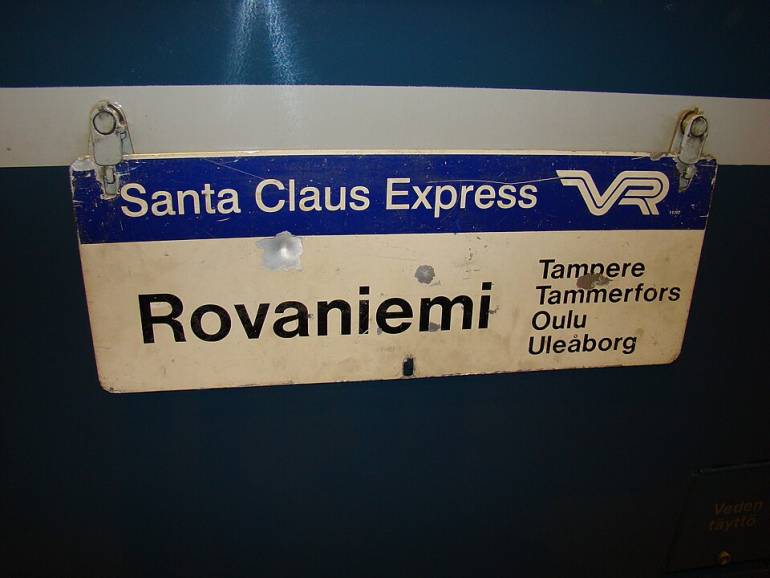 Santa Claus Express VR
Rovaniemi
Tampere
Tammerfors
Oulu
Uleåborg
Veden
täyttö